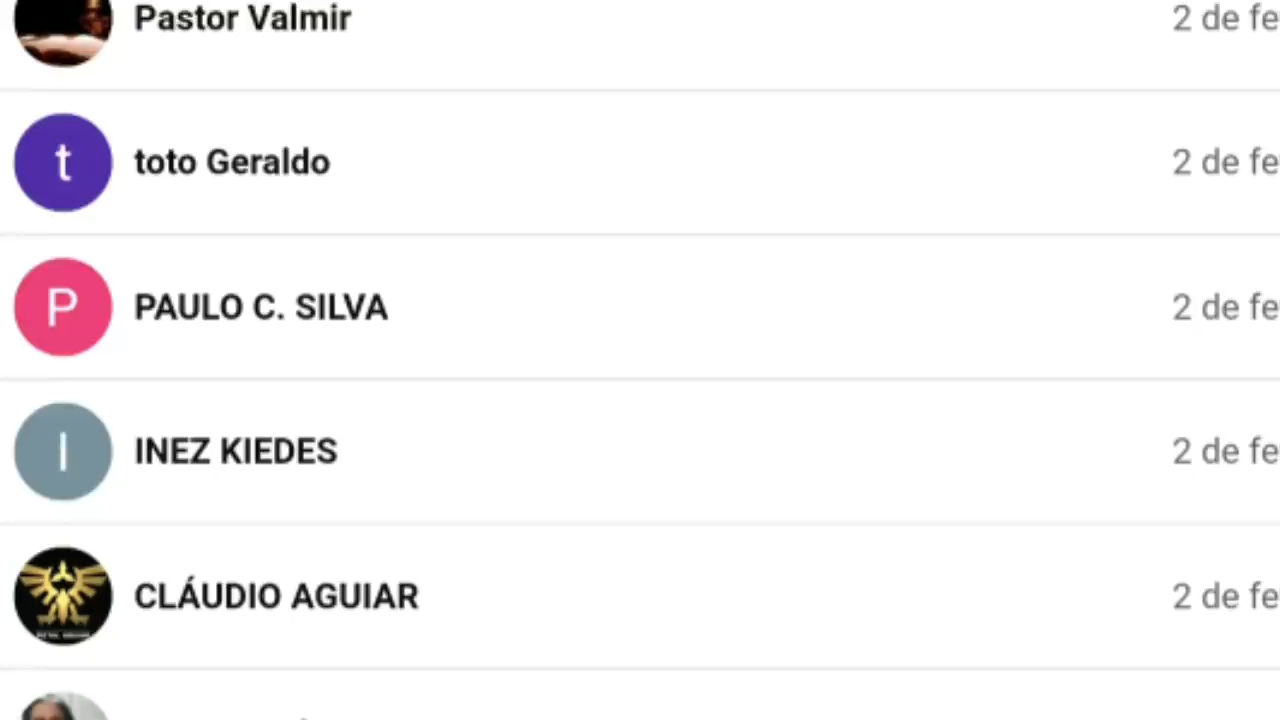 Pastor Valmir 2 de fe
t toto Geraldo 2 de fe
P PAULO C. SILVA 2 de fe
I INEZ KIEDES 2 de fe
CLÁUDIO AGUIAR 2 de fe